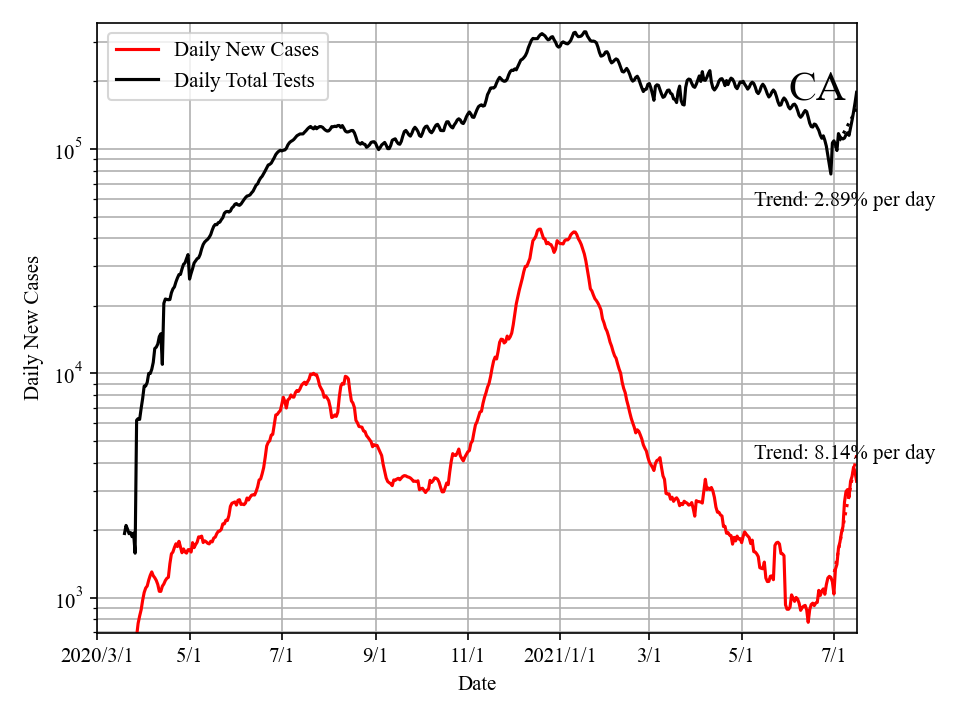 Daily New Cases
Daily Total Tests
CA
10^5
Trend: 2.89% per day
Daily New Cases
10^4
Trend: 8.14% per day
10^3
2020/3/1 5/1 7/1 9/1 11/1 2021/1/1 3/1 5/1 7/1
Date